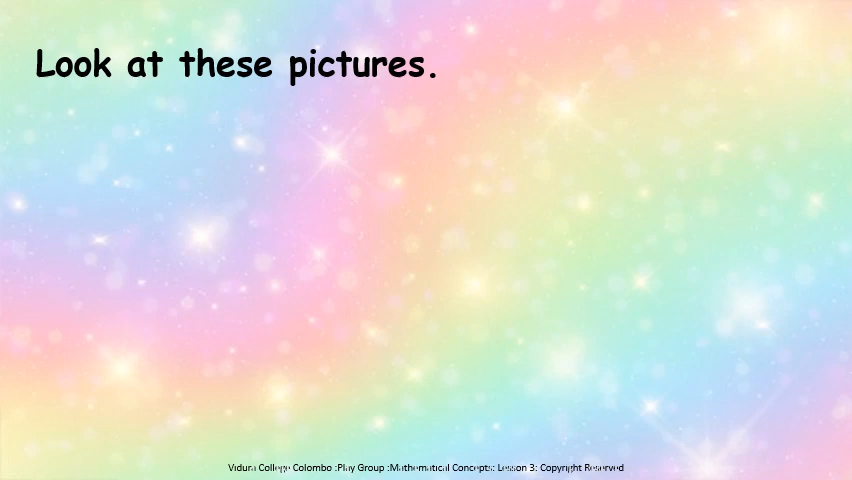 Look at these pictures.
Vidura College Colombo :Play Group :Mathematical Concepts: Lesson 3: Copyright Reserved